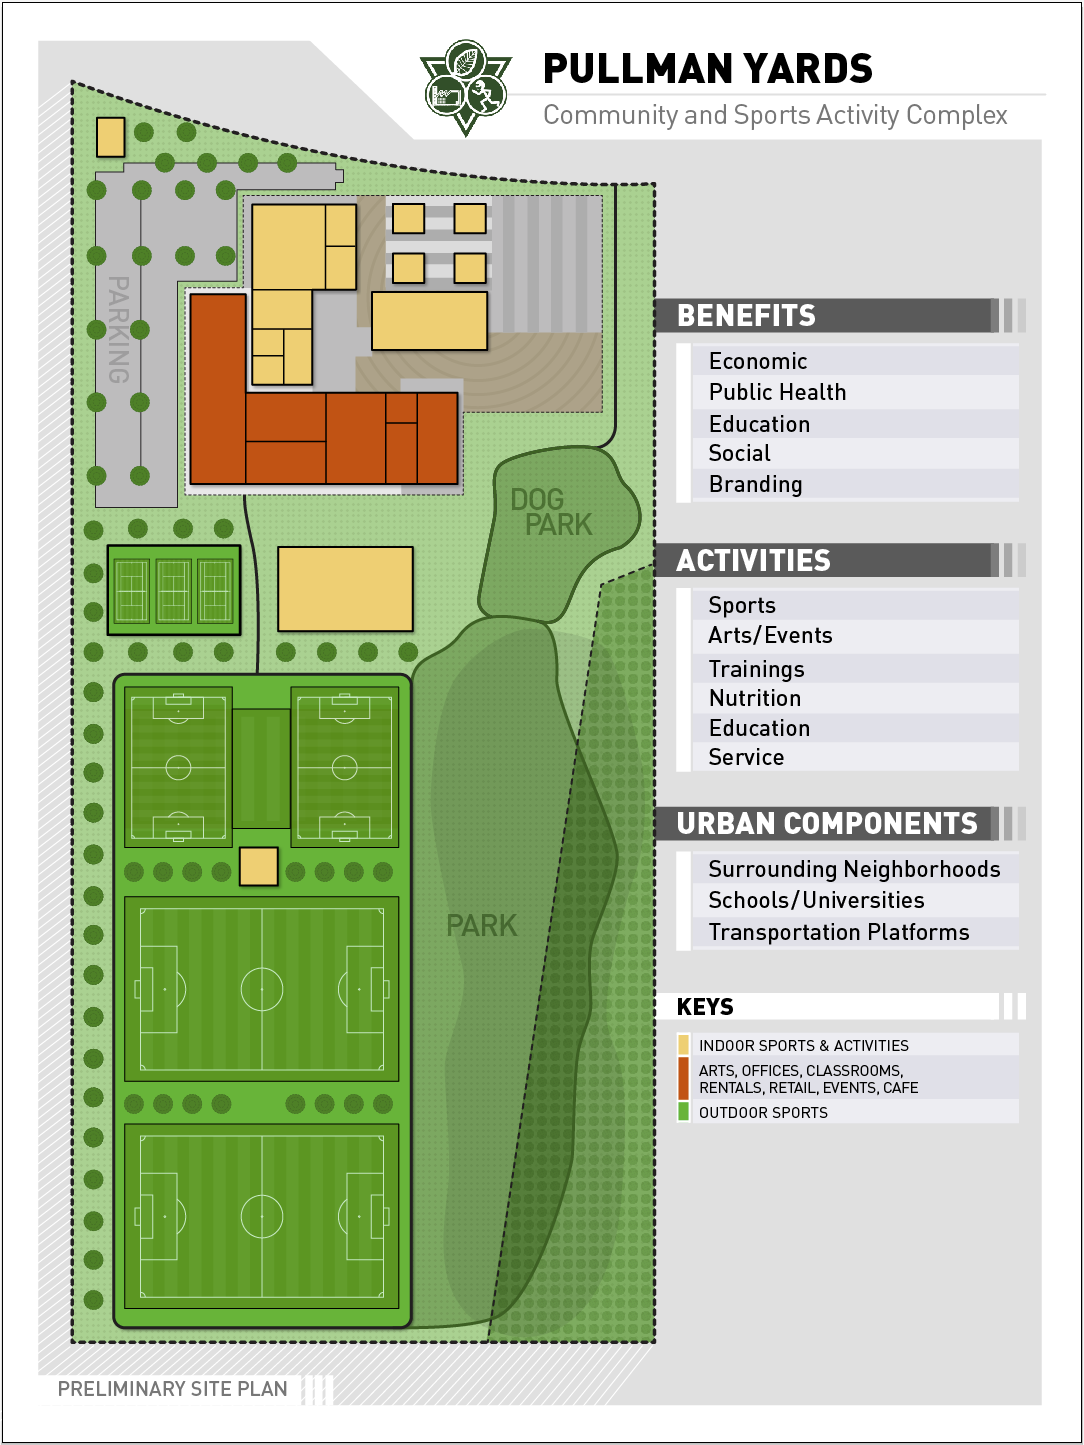 PULLMAN YARDS
Community and Sports Activity Complex
PARKING
DOG
PARK
PARK
BENEFITS
Economic
Public Health
Education
Social
Branding
ACTIVITIES
Sports
Arts/Events
Trainings
Nutrition
Education
Service
URBAN COMPONENTS
Surrounding Neighborhoods
Schools/Universities
Transportation Platforms
KEYS
INDOOR SPORTS & ACTIVITIES
ARTS, OFFICES, CLASSROOMS,
RENTALS, RETAIL, EVENTS, CAFE
OUTDOOR SPORTS
PRELIMINARY SITE PLAN